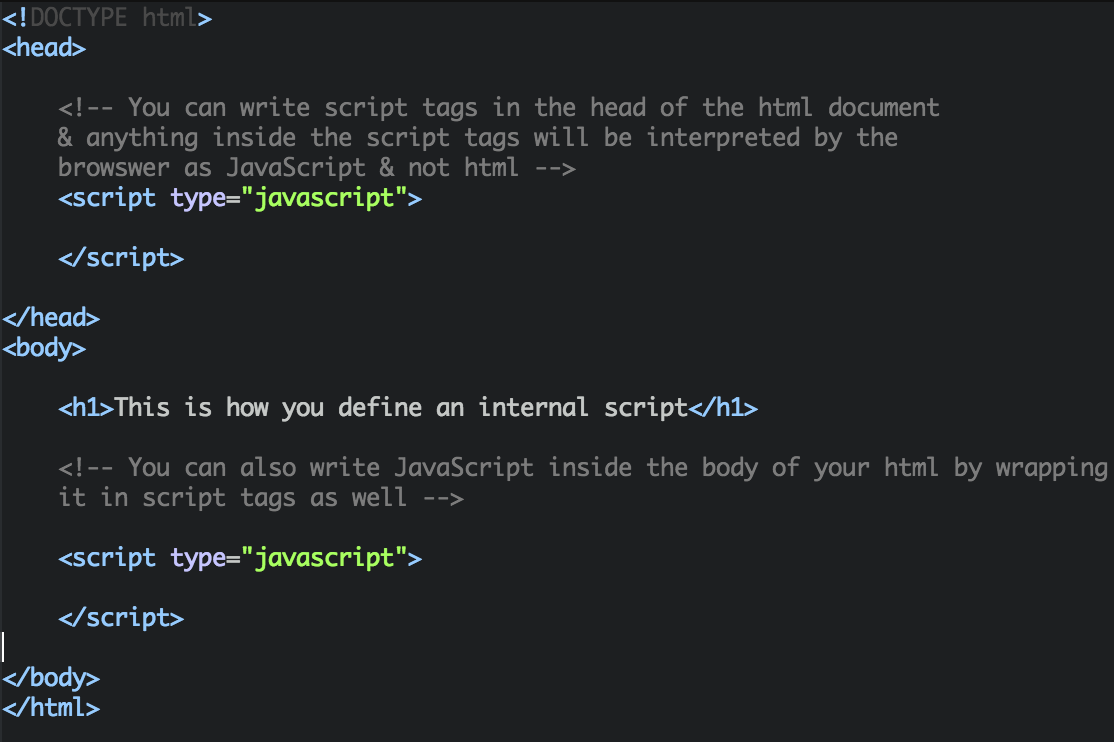 <!DOCTYPE html>
<head>
<!-- You can write script tags in the head of the html document
& anything inside the script tags will be interpreted by the
browswer as JavaScript & not html -->
<script type="javascript">
</script>
</head>
<body>
<h1>This is how you define an internal script</h1>
<!-- You can also write JavaScript inside the body of your html by wrapping
it in script tags as well -->
<script type="javascript">
</script>
</body>
</html>